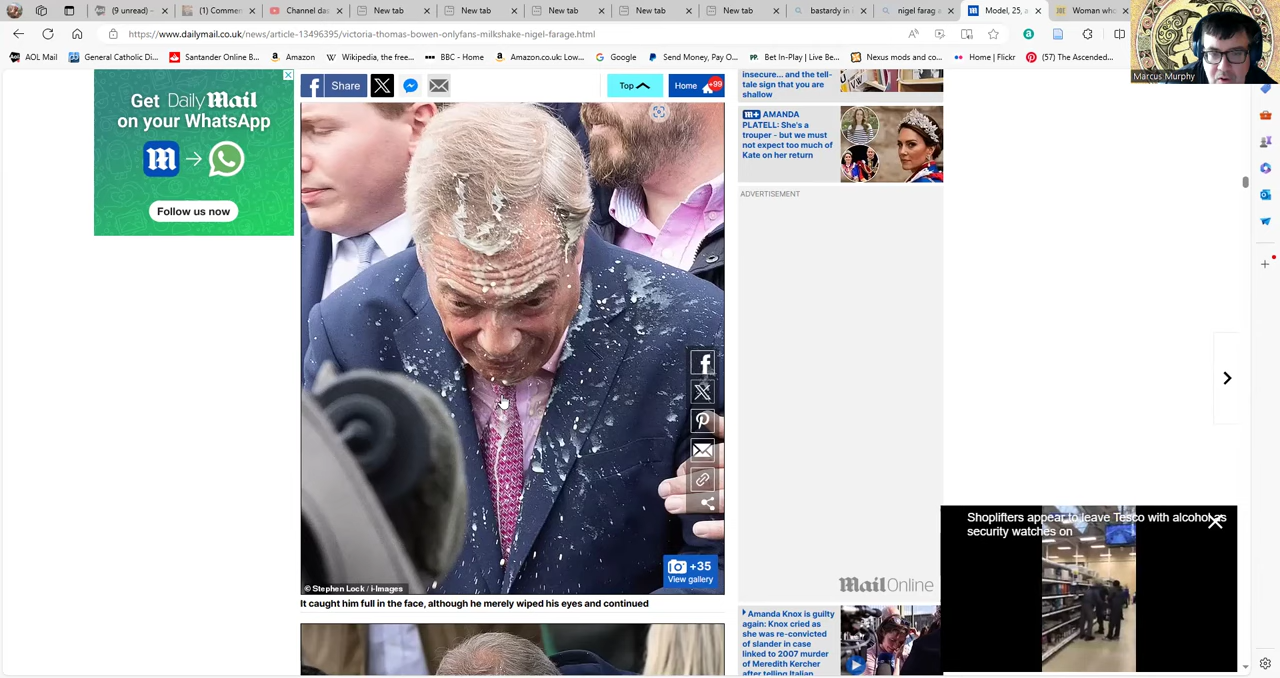 (9 unread) –
(1) Commen
Channel das
New tab
New tab
New tab
New tab
New tab
bastardy in i
nigel farag s
Model, 25, a
Woman who
https://www.dailymail.co.uk/news/article-13496395/victoria-thomas-bowen-onlyfans-milkshake-nigel-farage.html
AOL Mail
General Catholic Di...
Santander Online B...
Amazon
Wikipedia, the free...
BBC - Home
Amazon.co.uk: Low...
Google
Send Money, Pay O...
Bet In-Play | Live Be...
Nexus mods and co...
Home | Flickr
(57) The Ascended...
Marcus Murphy
Get Daily Mail
on your WhatsApp
Follow us now
Share
Top
Home
+99
insecure... and the tell-
tale sign that you are
shallow
AMANDA
PLATELL: She's a
trouper - but we must
not expect too much of
Kate on her return
ADVERTISEMENT
MailOnline
+35
View gallery
© Stephen Lock / i-Images
It caught him full in the face, although he merely wiped his eyes and continued
Shoplifters appear to leave Tesco with alcohol as
security watches on
Amanda Knox is guilty
again: Knox cried as
she was re-convicted
of slander in case
linked to 2007 murder
of Meredith Kercher
after telling Italian